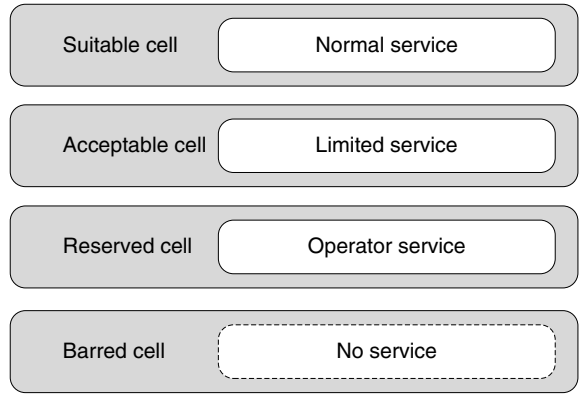 Suitable cell Normal service
Acceptable cell Limited service
Reserved cell Operator service
Barred cell No service